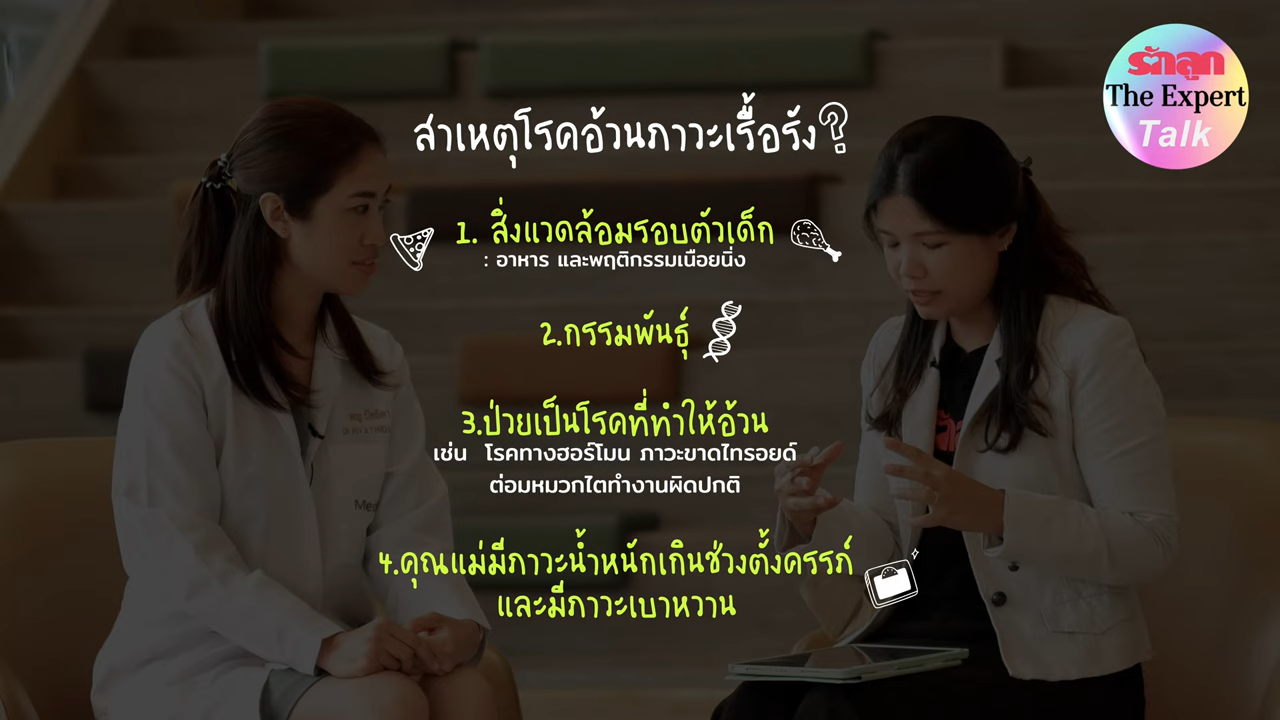 รักลูก
The Expert
Talk
สาเหตุโรคอ้วนภาวะเรื้อรัง?
1. สิ่งแวดล้อมรอบตัวเด็ก
: อาหาร และพฤติกรรมเนือยนิ่ง
2.กรรมพันธุ์
3.ป่วยเป็นโรคที่ทำให้อ้วน
เช่น โรคทางฮอร์โมน ภาวะขาดไทรอยด์
ต่อมหมวกไตทำงานผิดปกติ
4.คุณแม่มีภาวะน้ำหนักเกินช่วงตั้งครรภ์
และมีภาวะเบาหวาน